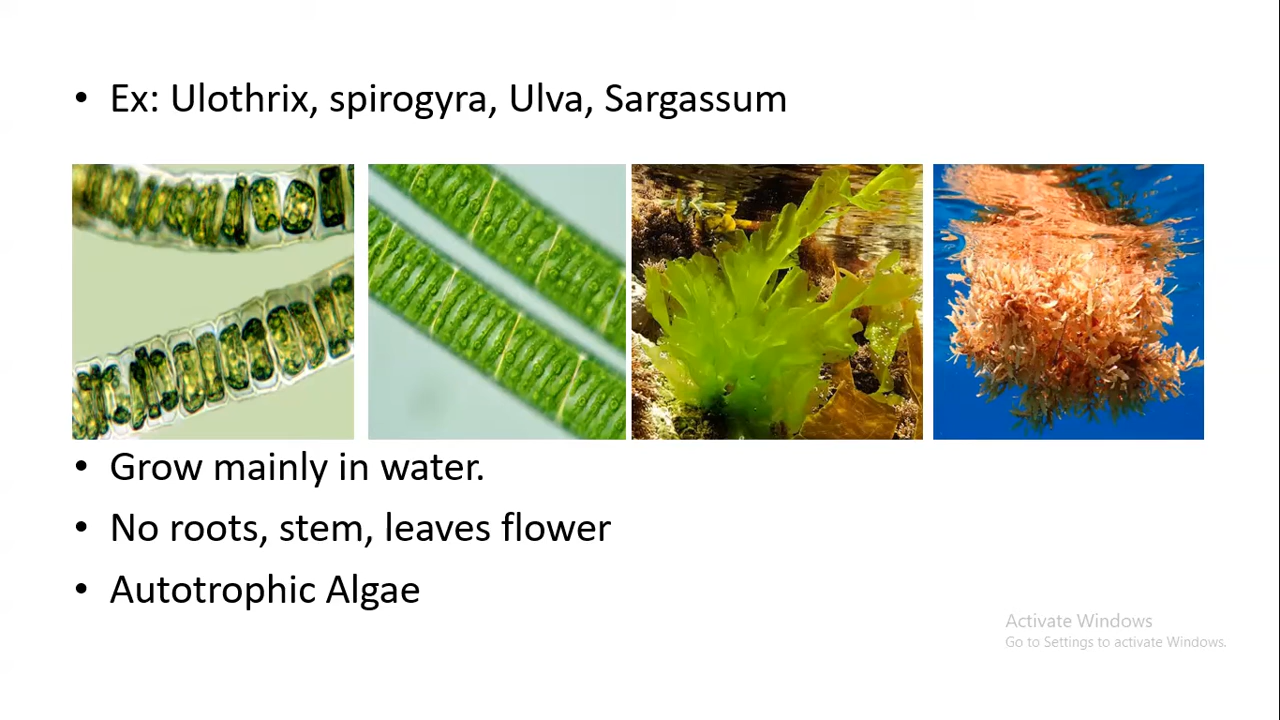 • Ex: Ulothrix, spirogyra, Ulva, Sargassum
• Grow mainly in water.
• No roots, stem, leaves flower
• Autotrophic Algae
Activate Windows
Go to Settings to activate Windows.